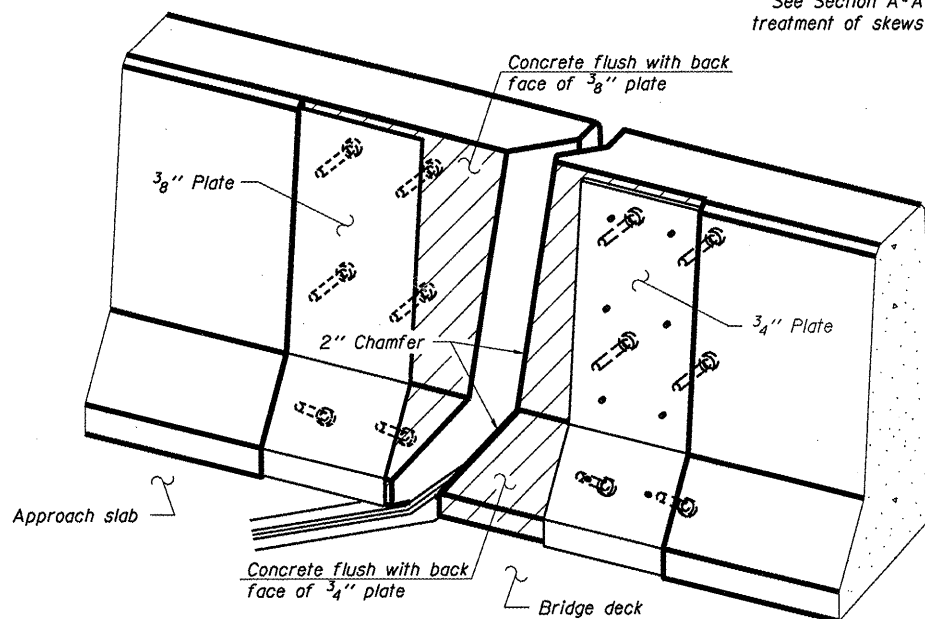 See Section A-A
treatment of skews
Concrete flush with back
face of 3/8" plate
3/8" Plate
3/4" Plate
2" Chamfer
Approach slab
Concrete flush with back
face of 3/4" plate
Bridge deck